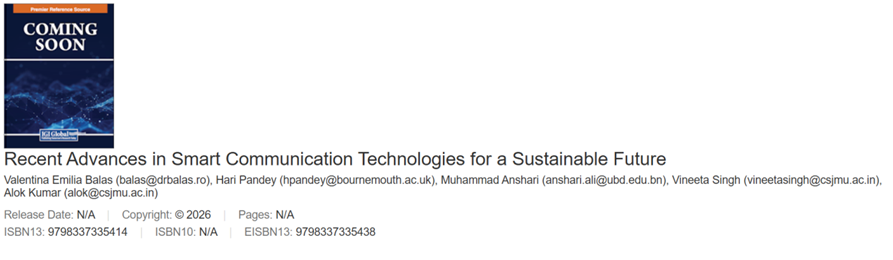 Premier Reference Source
COMING
SOON
IGI Global
Recent Advances in Smart Communication Technologies for a Sustainable Future
Valentina Emilia Balas (balas@drbalas.ro), Hari Pandey (hpandey@bournemouth.ac.uk), Muhammad Anshari (anshari.ali@ubd.edu.bn), Vineeta Singh (vineetasingh@csjmu.ac.in),
Alok Kumar (alok@csjmu.ac.in)
Release Date: N/A | Copyright: © 2026 | Pages: N/A
ISBN13: 9798337335414 | ISBN10: N/A | EISBN13: 9798337335438